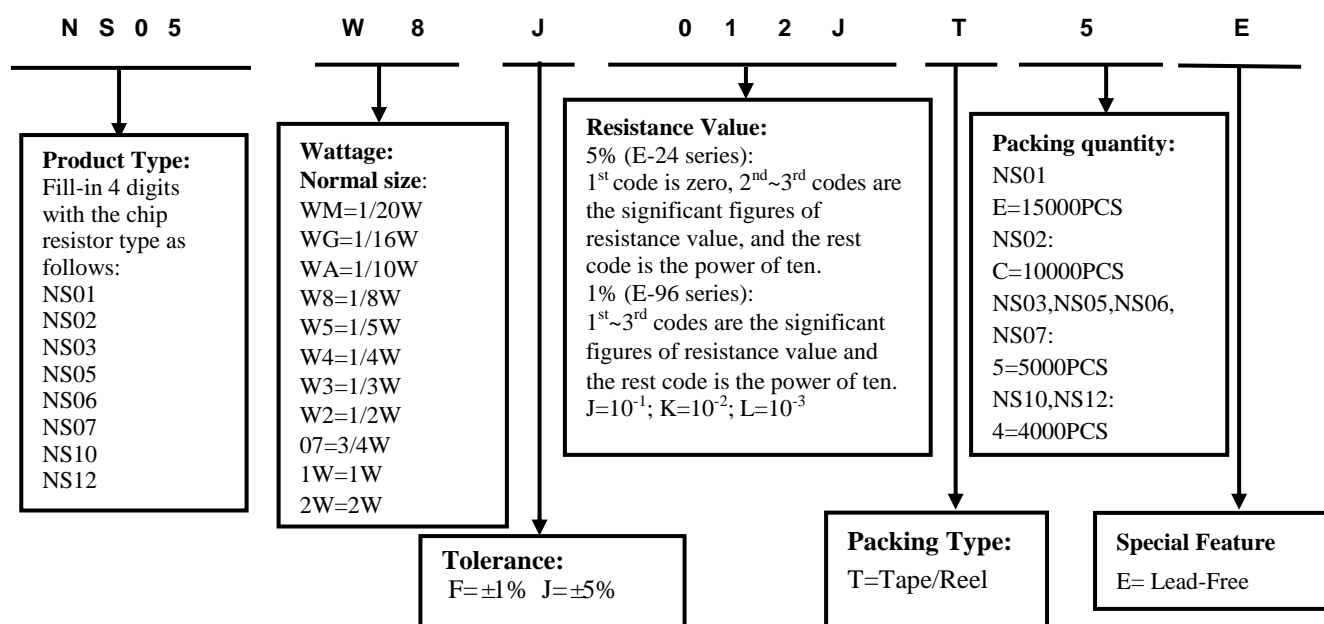 N S 0 5 W 8 J 0 1 2 J T 5 E
Product Type:
Fill-in 4 digits
with the chip
resistor type as
follows:
NS01
NS02
NS03
NS05
NS06
NS07
NS10
NS12
Wattage:
Normal size:
WM=1/20W
WG=1/16W
WA=1/10W
W8=1/8W
W5=1/5W
W4=1/4W
W3=1/3W
W2=1/2W
07=3/4W
1W=1W
2W=2W
Tolerance:
F=±1% J=±5%
Resistance Value:
5% (E-24 series):
1st code is zero, 2nd~3rd codes are
the significant figures of
resistance value, and the rest
code is the power of ten.
1% (E-96 series):
1st~3rd codes are the significant
figures of resistance value and
the rest code is the power of ten.
J=10-1; K=10-2; L=10-3
Packing Type:
T=Tape/Reel
Packing quantity:
NS01
E=15000PCS
NS02:
C=10000PCS
NS03,NS05,NS06,
NS07:
5=5000PCS
NS10,NS12:
4=4000PCS
Special Feature
E= Lead-Free